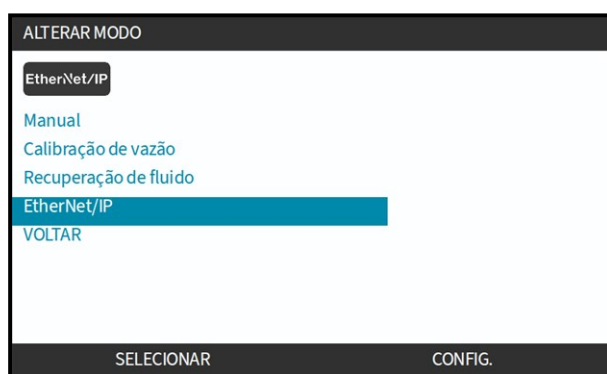 ALTERAR MODO
EtherNet/IP
Manual
Calibração de vazão
Recuperação de fluido
EtherNet/IP
VOLTAR
SELECIONAR CONFIG.